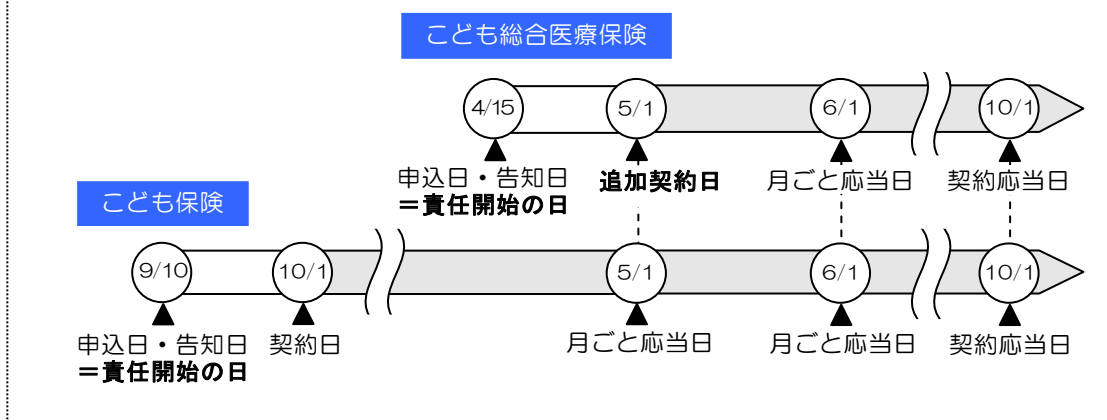 こども総合医療保険
4/15
5/1
6/1
10/1
申込日・告知日
＝責任開始の日
追加契約日
月ごと応当日
契約応当日
こども保険
9/10
10/1
5/1
6/1
10/1
申込日・告知日
＝責任開始の日
契約日
月ごと応当日
月ごと応当日
契約応当日